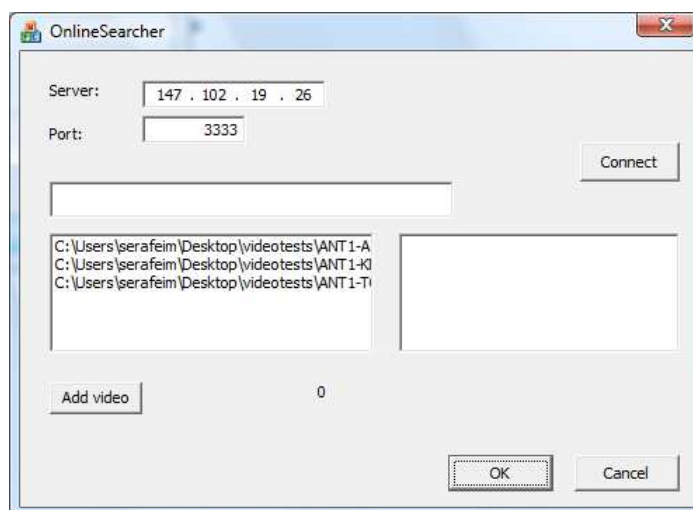 OnlineSearcher
Server: 147 . 102 . 19 . 26
Port: 3333
Connect
C:\Users\serafeim\Desktop\videotests\ANT1-A
C:\Users\serafeim\Desktop\videotests\ANT1-KI
C:\Users\serafeim\Desktop\videotests\ANT1-T
Add video 0
OK Cancel